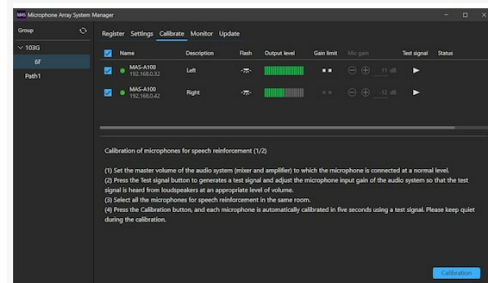 MAS Microphone Array System Manager
Group
Register Settings Calibrate Monitor Update
103G
6F
Path1
Name Description Flash Output level Gain limit Mic gain Test signal Status
MAS-A100 Left -11 dB
192.168.0.32
MAS-A100 Right -12 dB
192.168.0.42
Calibration of microphones for speech reinforcement (1/2)
(1) Set the master volume of the audio system (mixer and amplifier) to which the microphone is connected at a normal level.
(2) Press the Test signal button to generates a test signal and adjust the microphone input gain of the audio system so that the test
signal is heard from loudspeakers at an appropriate level of volume.
(3) Select all the microphones for speech reinforcement in the same room.
(4) Press the Calibration button, and each microphone is automatically calibrated in five seconds using a test signal. Please keep quiet
during the calibration.
Calibration